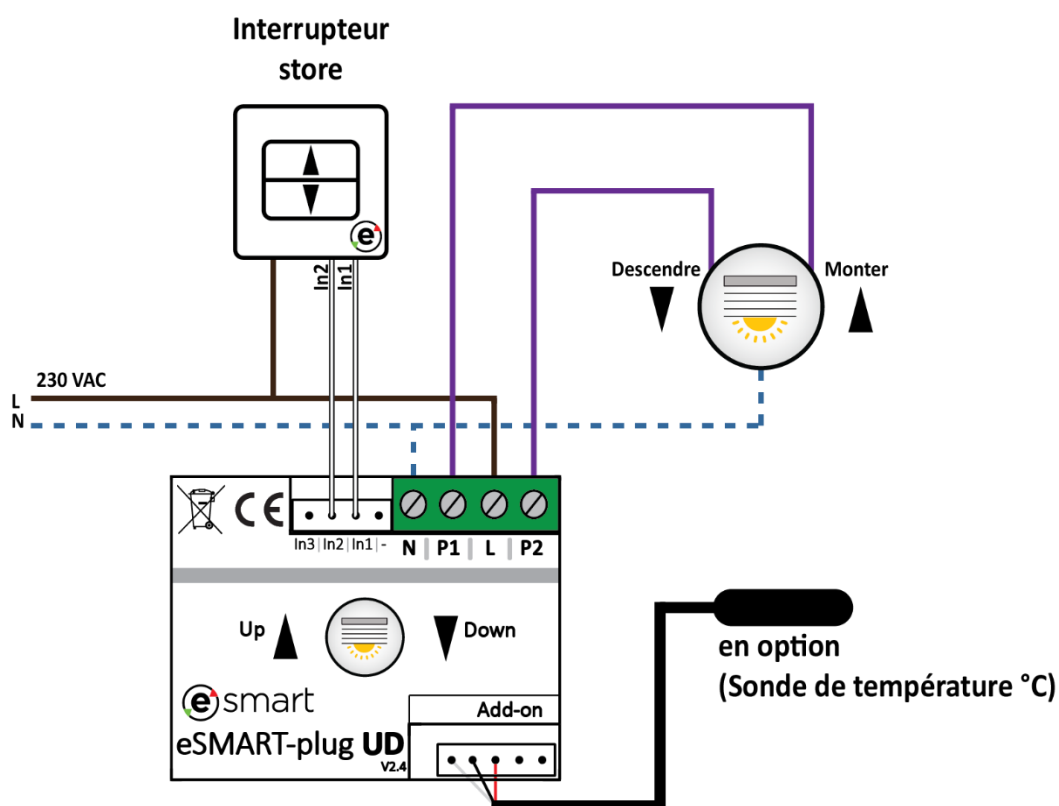 Interrupteur
store
e
In2
In1
Descendre
Monter
230 VAC
L
N
CE
In3 | In2 | In1 | -
N | P1 | L | P2
Up
Down
e smart
eSMART-plug UD
V2.4
Add-on
en option
(Sonde de température °C)